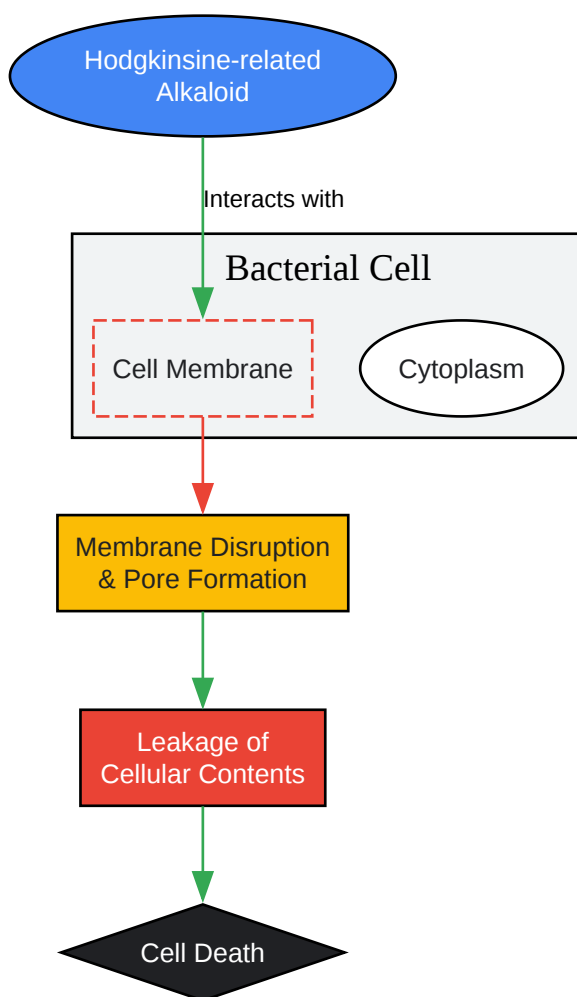 Hodgkinsine-related
Alkaloid
Interacts with
Bacterial Cell
Cell Membrane
Cytoplasm
Membrane Disruption
& Pore Formation
Leakage of
Cellular Contents
Cell Death